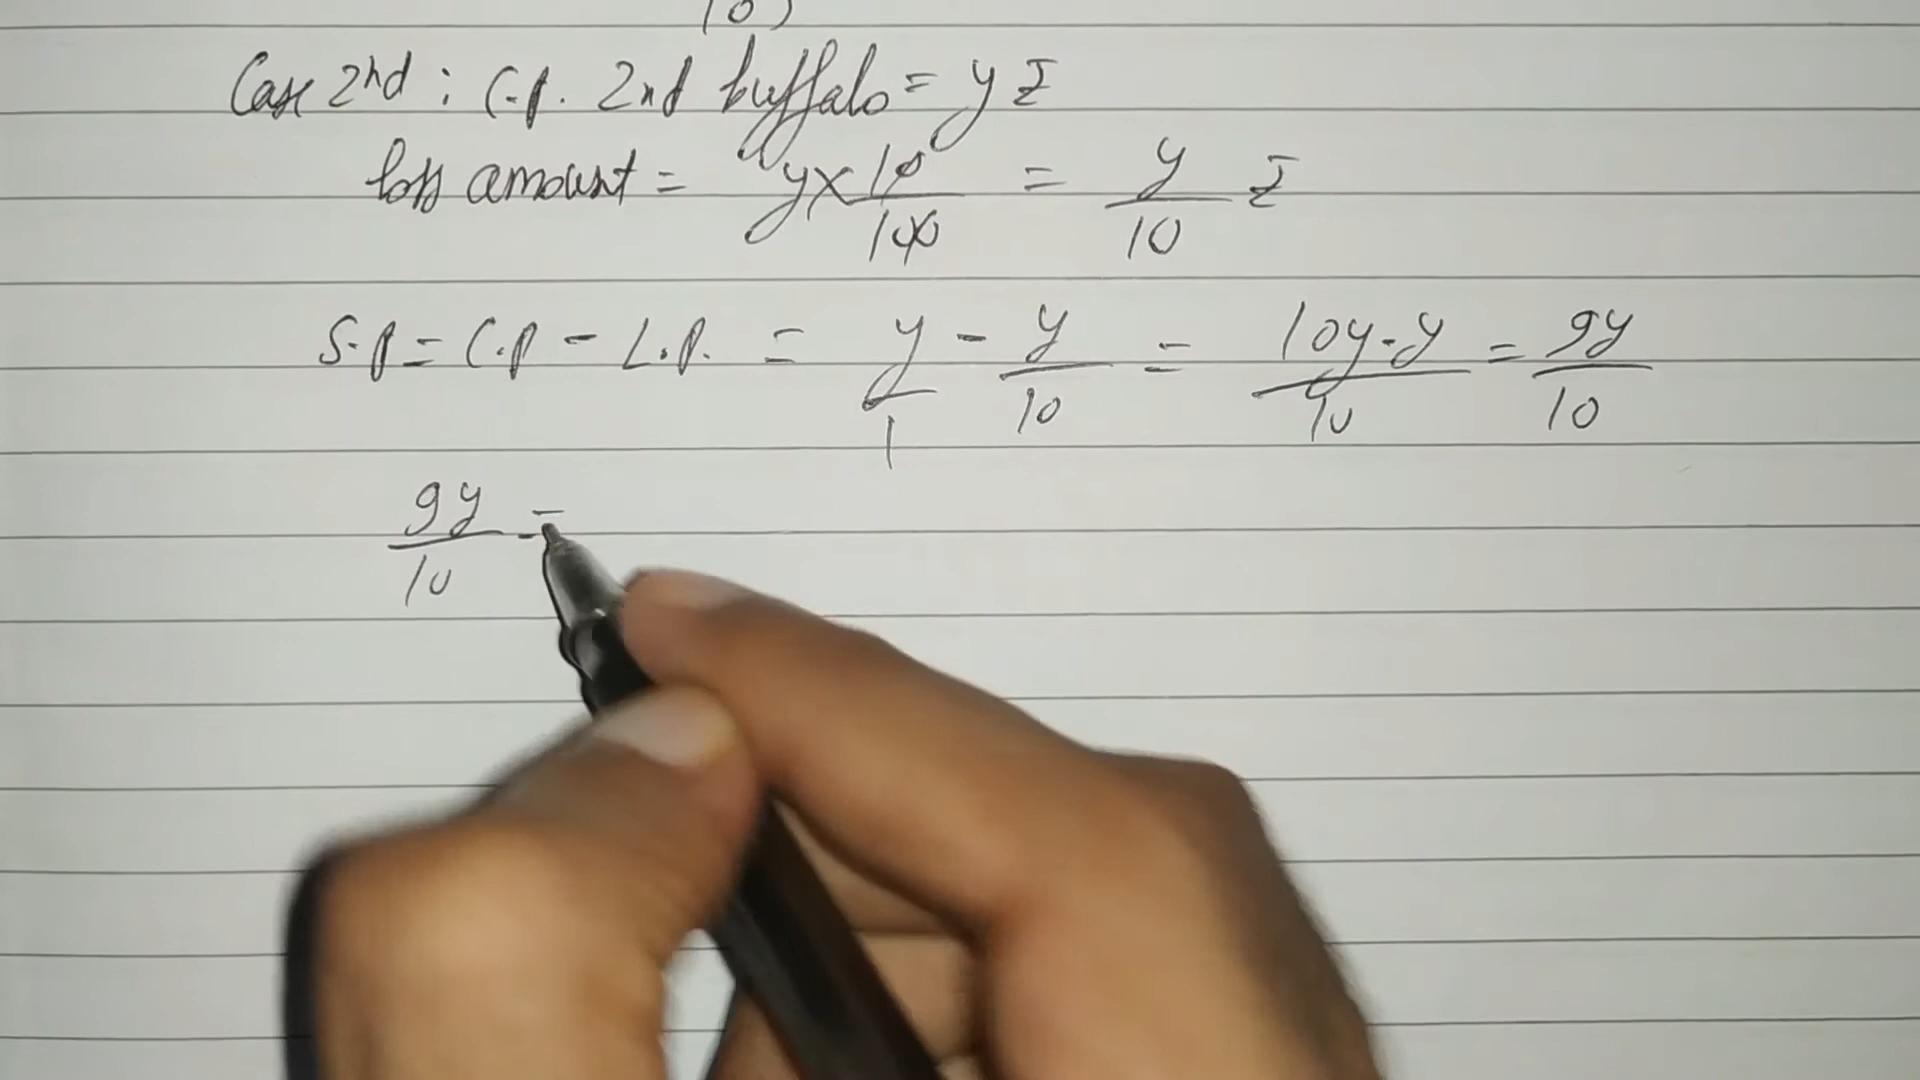 Case 2nd : C.P. 2nd buffalo = y ₹
loss amount = y × 10/100 = y/10 ₹
S.P = C.P - L.P. = y/1 - y/10 = 10y-y/10 = 9y/10
9y/10 =